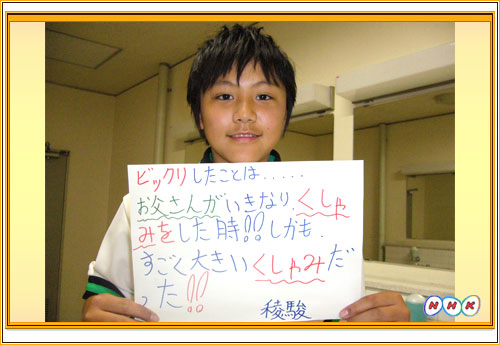 ビックリしたことは.....
お父さんがいきなり、くしゃ
みをした時!!しかも、
すごく大きいくしゃみだ
った!!
稜駿
NHK